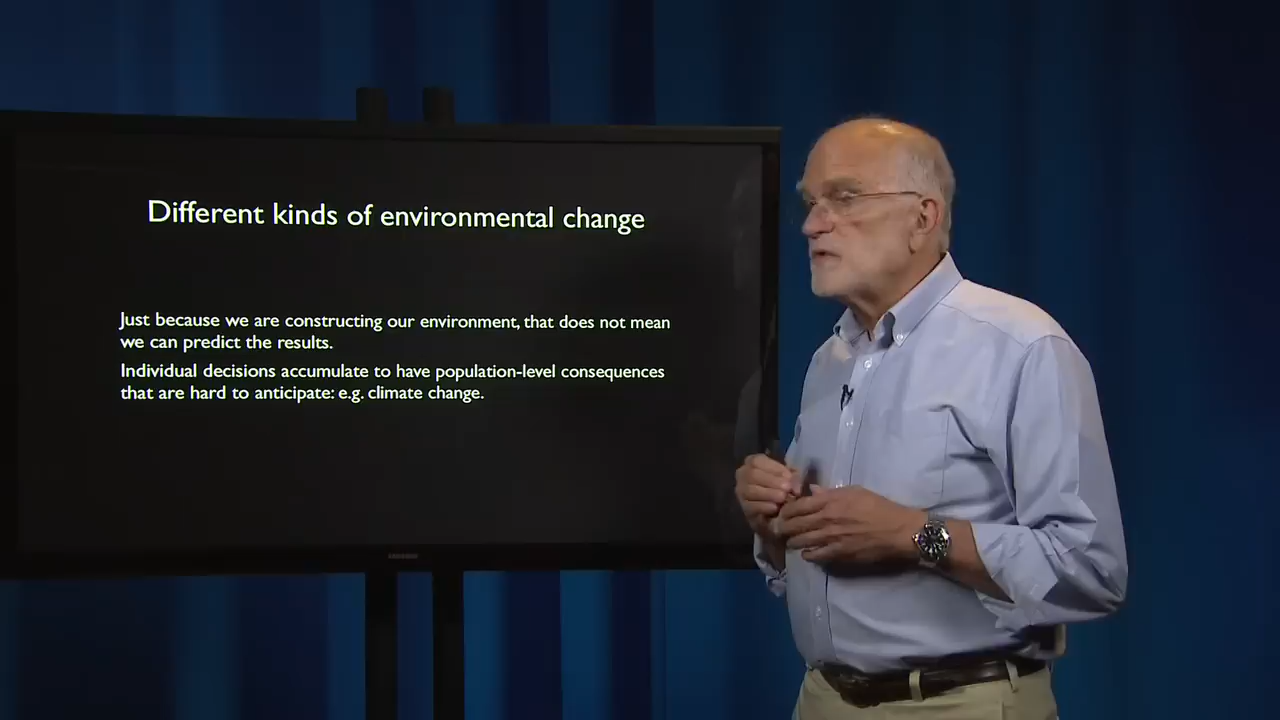 Different kinds of environmental change
Just because we are constructing our environment, that does not mean
we can predict the results.
Individual decisions accumulate to have population-level consequences
that are hard to anticipate: e.g. climate change.